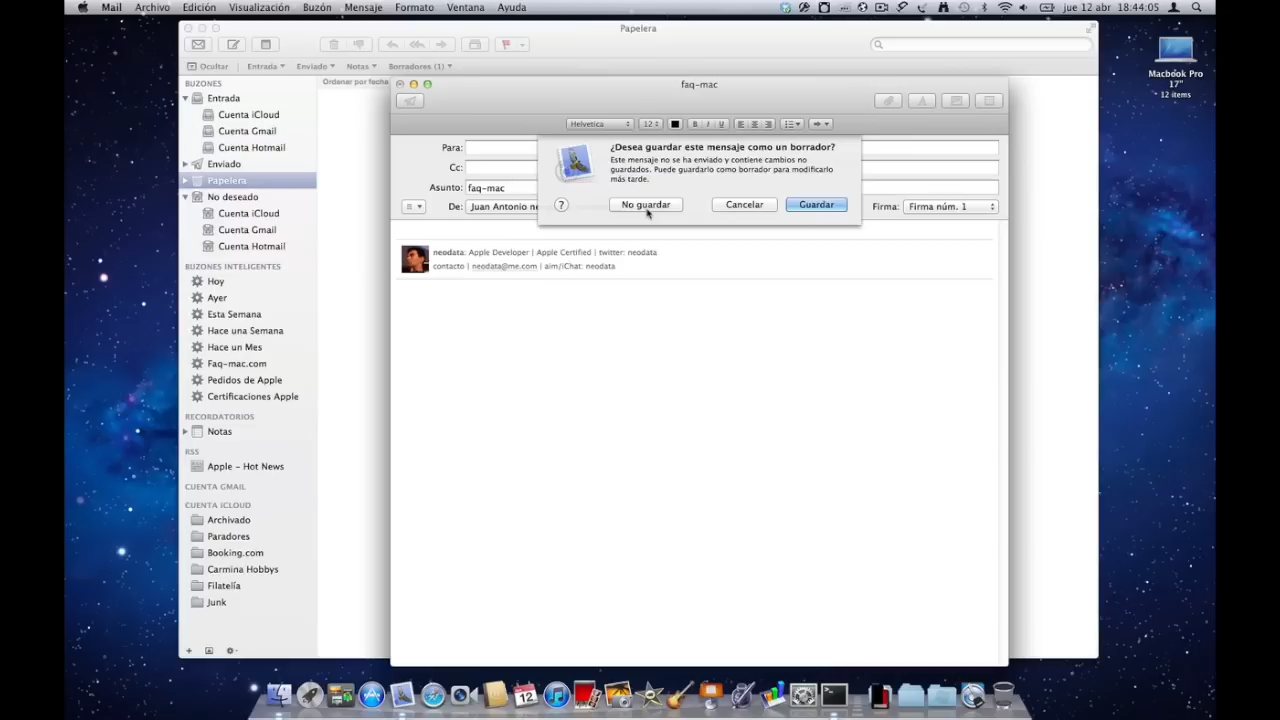 Mail Archivo Edición Visualización Buzón Mensaje Formato Ventana Ayuda jue 12 abr 18:44:05
Papelera
Ocultar Entrada Enviado Notas Borradores (1)
BUZONES
Entrada
Cuenta iCloud
Cuenta Gmail
Cuenta Hotmail
Enviado
Papelera
No deseado
Cuenta iCloud
Cuenta Gmail
Cuenta Hotmail
BUZONES INTELIGENTES
Hoy
Ayer
Esta Semana
Hace una Semana
Hace un Mes
Faq-mac.com
Pedidos de Apple
Certificaciones Apple
RECORDATORIOS
Notas
RSS
Apple – Hot News
CUENTA GMAIL
CUENTA ICLOUD
Archivado
Paradores
Booking.com
Carmina Hobbys
Filatelía
Junk
Ordenar por fecha
faq-mac
Helvetica 12 B I U
Para:
Cc:
Asunto: faq-mac
De: Juan Antonio
Firma: Firma núm. 1
¿Desea guardar este mensaje como un borrador?
Este mensaje no se ha enviado y contiene cambios no
guardados. Puede guardarlo como borrador para modificarlo
más tarde.
? No guardar Cancelar Guardar
neodata: Apple Developer | Apple Certified | twitter: neodata
contacto | neodata@me.com | aim/iChat: neodata
Macbook Pro
17"
12 items
12